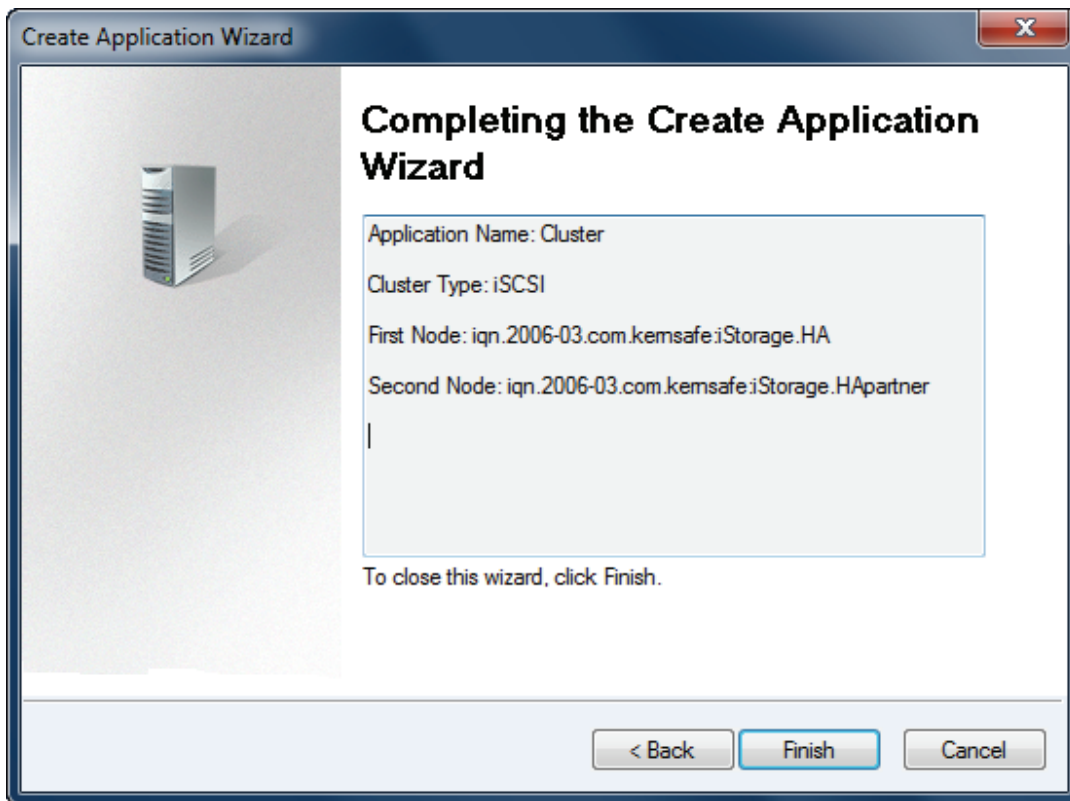 Create Application Wizard
Completing the Create Application
Wizard
Application Name: Cluster
Cluster Type: iSCSI
First Node: iqn.2006-03.com.kernsafe:iStorage.HA
Second Node: iqn.2006-03.com.kernsafe:iStorage.HApartner
To close this wizard, click Finish.
< Back
Finish
Cancel